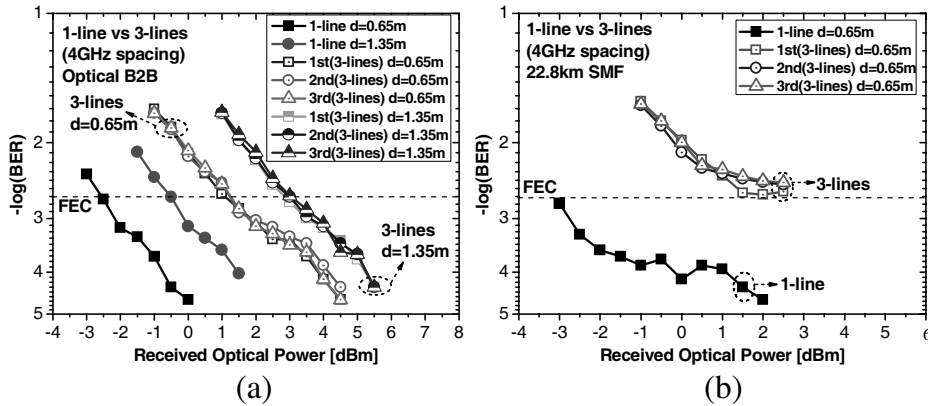 1-line vs 3-lines
(4GHz spacing)
Optical B2B
3-lines
d=0.65m
1-line d=0.65m
1-line d=1.35m
1st(3-lines) d=0.65m
2nd(3-lines) d=0.65m
3rd(3-lines) d=0.65m
1st(3-lines) d=1.35m
2nd(3-lines) d=1.35m
3rd(3-lines) d=1.35m
FEC
3-lines
d=1.35m
-log(BER)
1
2
3
4
5
-4 -3 -2 -1 0 1 2 3 4 5 6 7 8
Received Optical Power [dBm]
(a)
1-line vs 3-lines
(4GHz spacing)
22.8km SMF
1-line d=0.65m
1st(3-lines) d=0.65m
2nd(3-lines) d=0.65m
3rd(3-lines) d=0.65m
3-lines
FEC
1-line
-log(BER)
1
2
3
4
5
-4 -3 -2 -1 0 1 2 3 4 5
Received Optical Power [dBm]
(b)